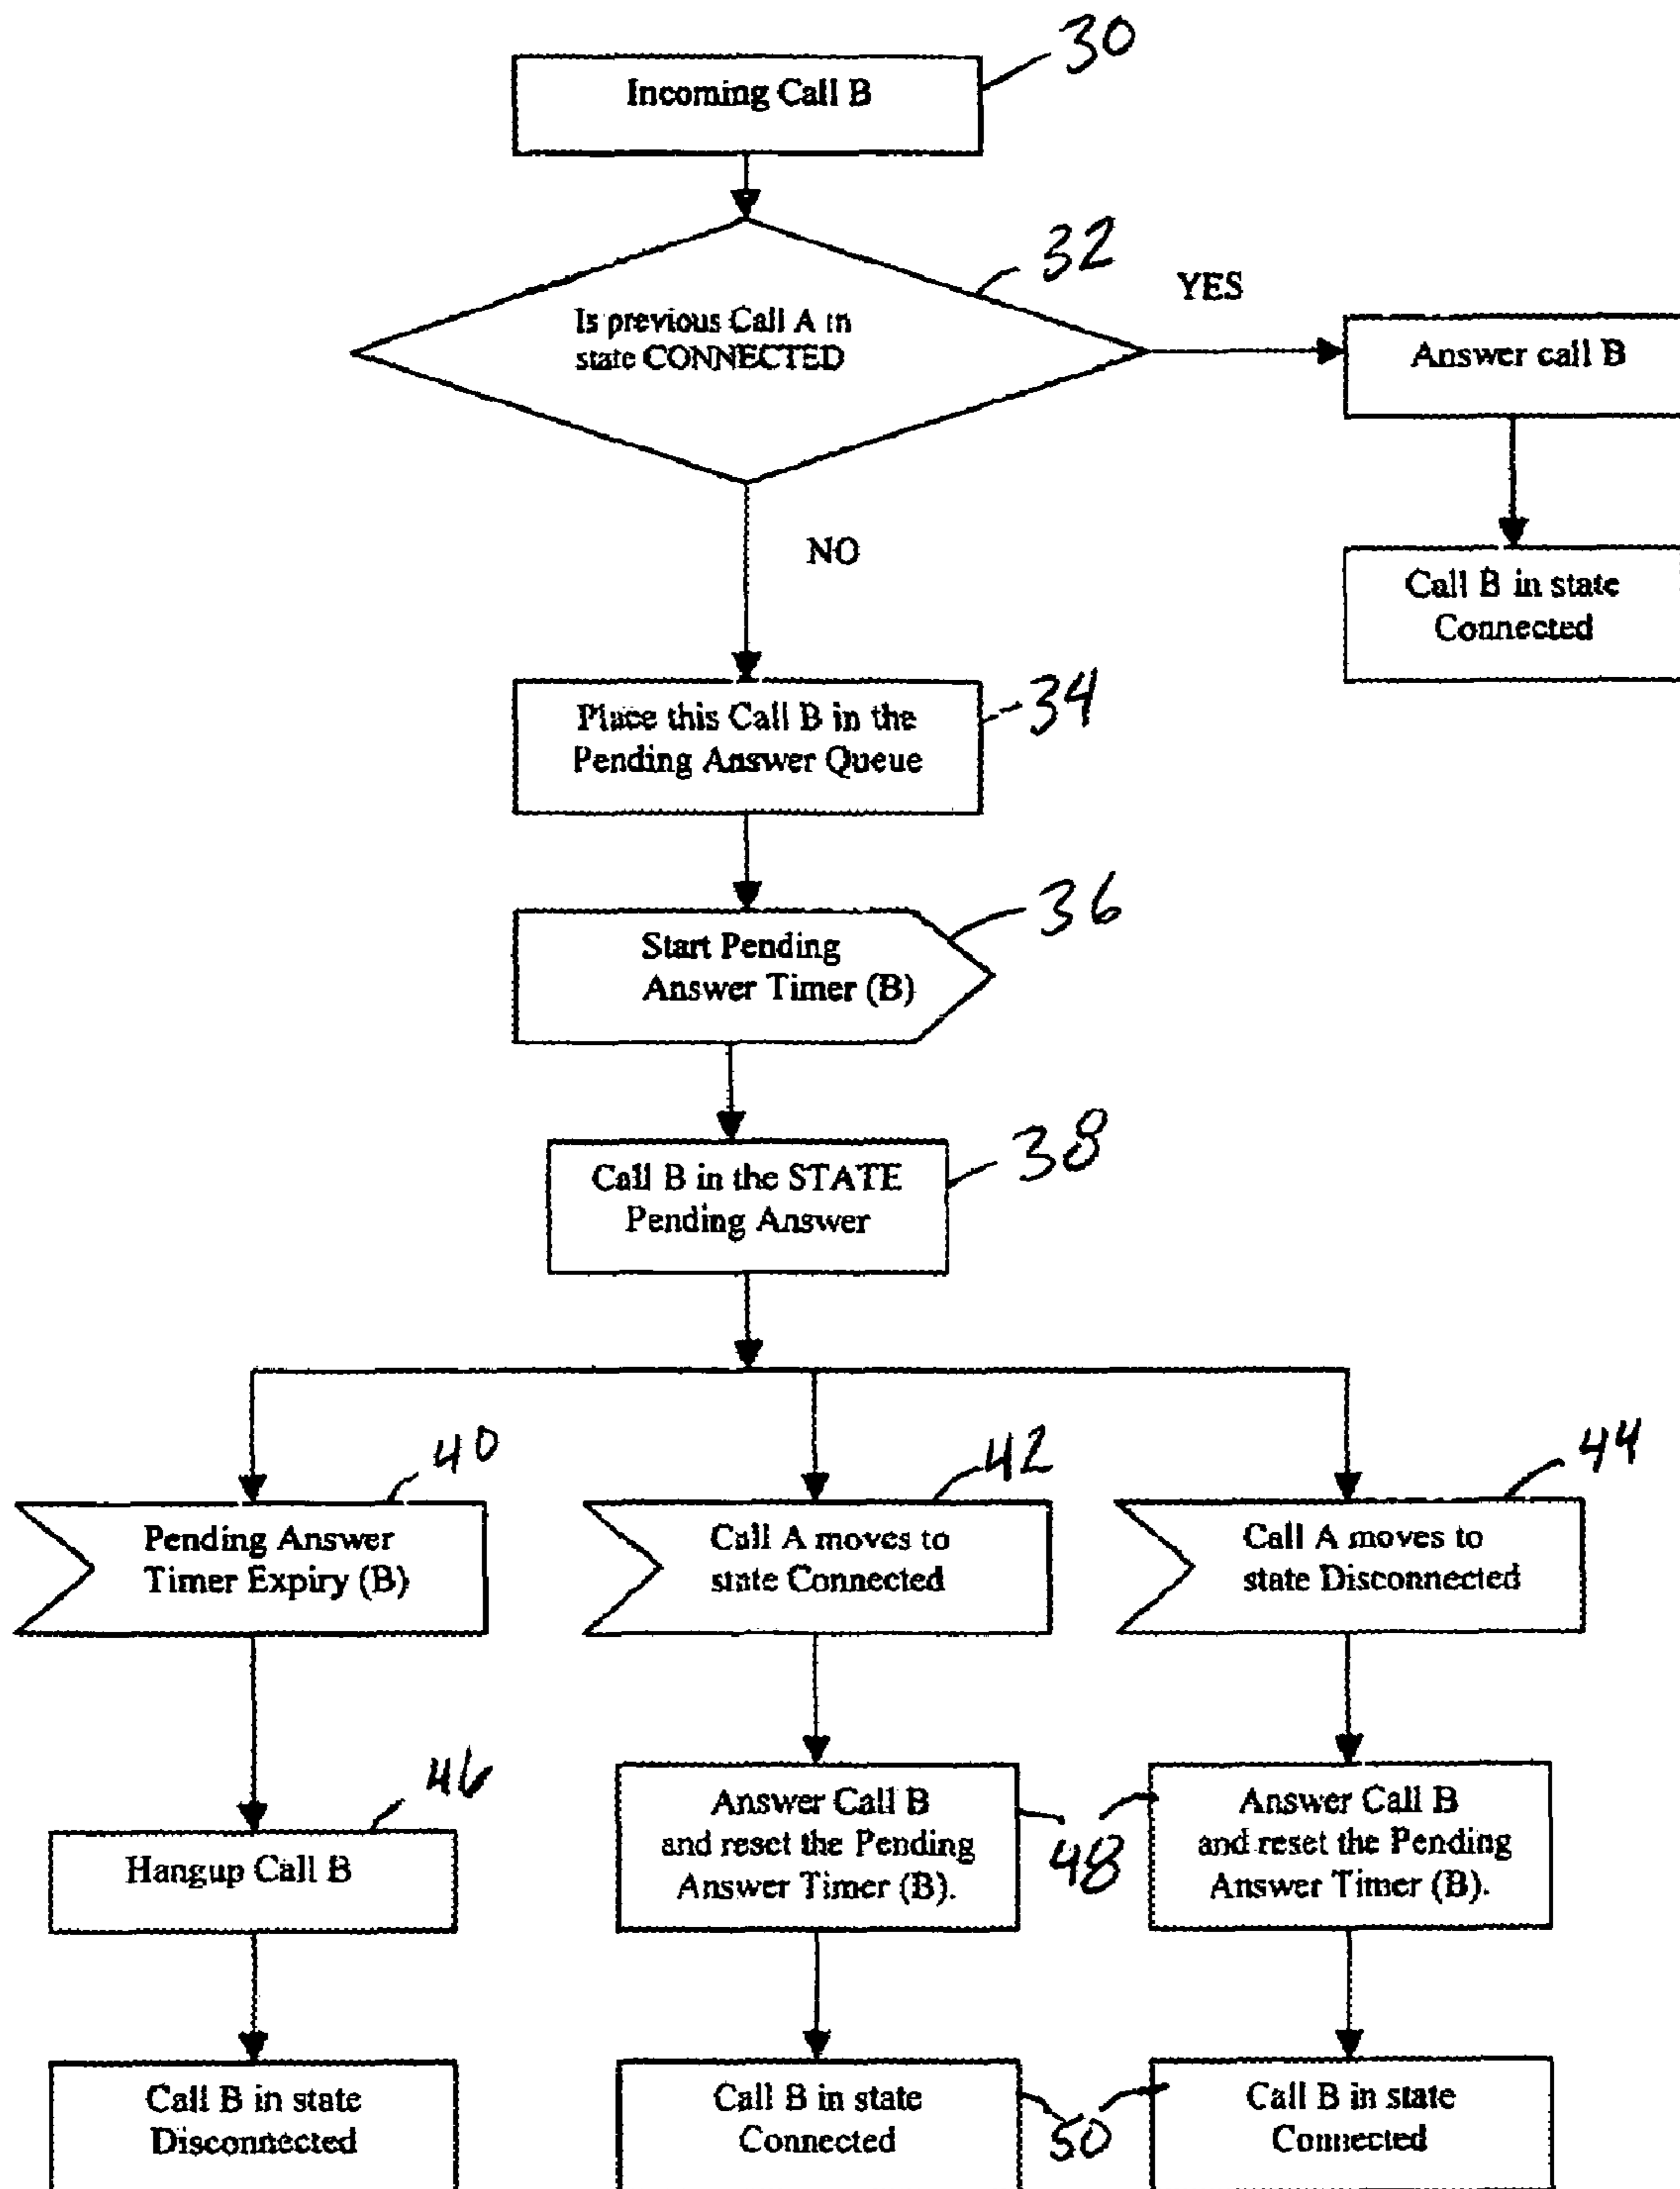 30
Incoming Call B
32
YES
Is previous Call A in
state CONNECTED
Answer call B
NO
Call B in state
Connected
34
Place this Call B in the
Pending Answer Queue
36
Start Pending
Answer Timer (B)
38
Call B in the STATE
Pending Answer
40
42
44
Pending Answer
Timer Expiry (B)
Call A moves to
state Connected
Call A moves to
state Disconnected
46
Hangup Call B
Answer Call B
and reset the Pending
Answer Timer (B).
48
Answer Call B
and reset the Pending
Answer Timer (B).
Call B in state
Disconnected
Call B in state
Connected
50
Call B in state
Connected